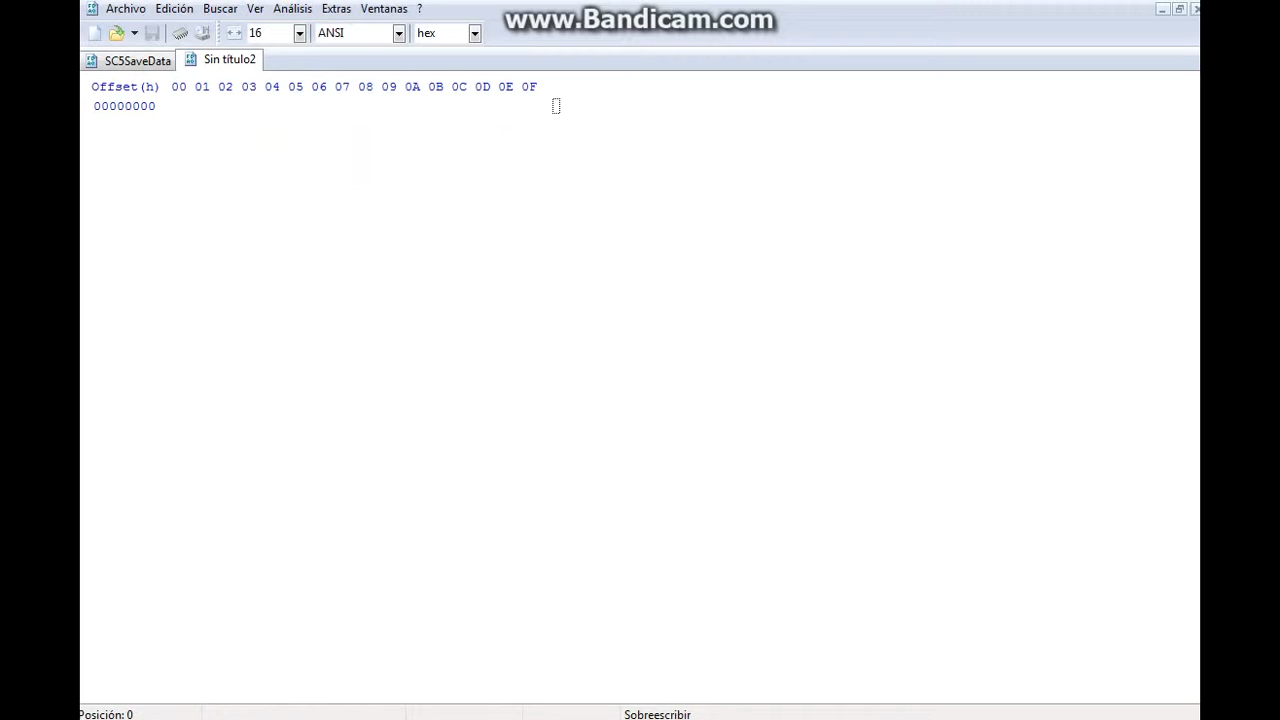 Archivo Edición Buscar Ver Análisis Extras Ventanas ?
www.Bandicam.com
16 ANSI hex
SC5SaveData Sin título2
Offset(h) 00 01 02 03 04 05 06 07 08 09 0A 0B 0C 0D 0E 0F
00000000
Posición: 0 Sobreescribir